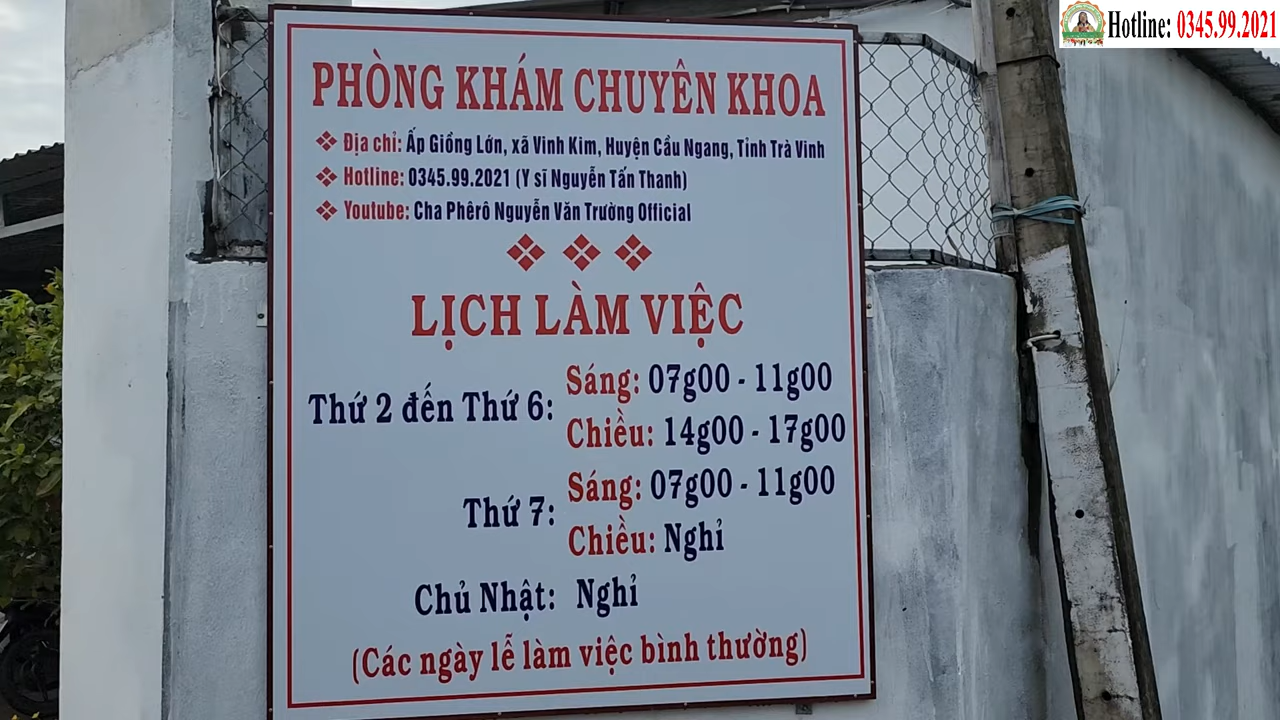 Hotline: 0345.99.2021
PHÒNG KHÁM CHUYÊN KHOA
Địa chỉ: Ấp Giồng Lớn, xã Vinh Kim, Huyện Cầu Ngang, Tỉnh Trà Vinh
Hotline: 0345.99.2021 (Y sĩ Nguyễn Tấn Thanh)
Youtube: Cha Phêrô Nguyễn Văn Trường Official
LỊCH LÀM VIỆC
Thứ 2 đến Thứ 6: Sáng: 07g00 - 11g00
Chiều: 14g00 - 17g00
Thứ 7: Sáng: 07g00 - 11g00
Chiều: Nghỉ
Chủ Nhật: Nghỉ
(Các ngày lễ làm việc bình thường)